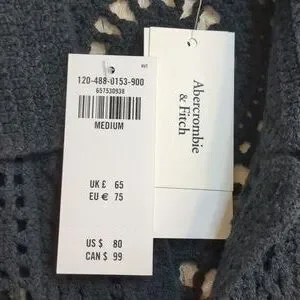 120-488-0153-900
657530938
MEDIUM
UK £ 65
EU € 75
US $ 80
CAN $ 99
Abercrombie
& Fitch